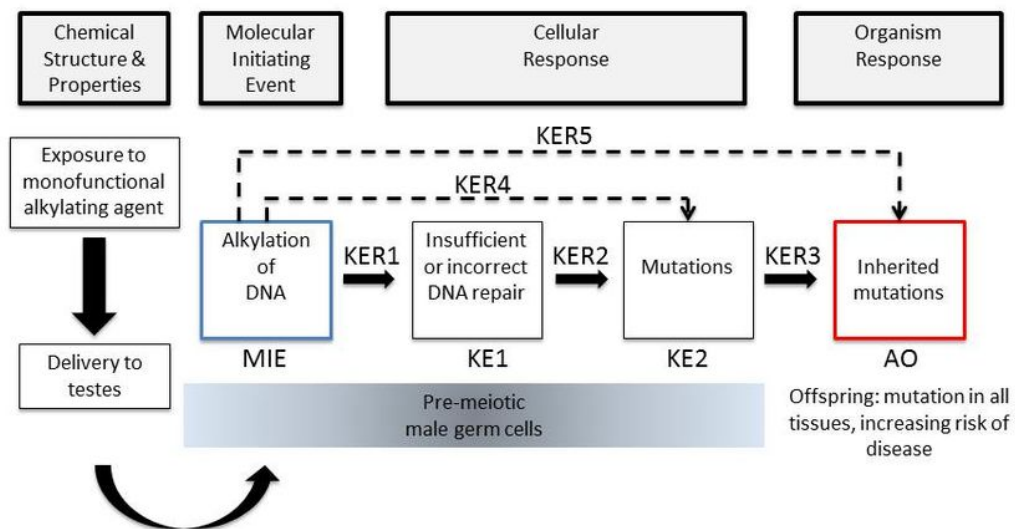 Chemical
Structure &
Properties
Molecular
Initiating
Event
Cellular
Response
Organism
Response
Exposure to
monofunctional
alkylating agent
Delivery to
testes
KER5
KER4
Alkylation
of
DNA
KER1
Insufficient
or incorrect
DNA repair
KER2
Mutations
KER3
Inherited
mutations
MIE
KE1
KE2
AO
Pre-meiotic
male germ cells
Offspring: mutation in all
tissues, increasing risk of
disease